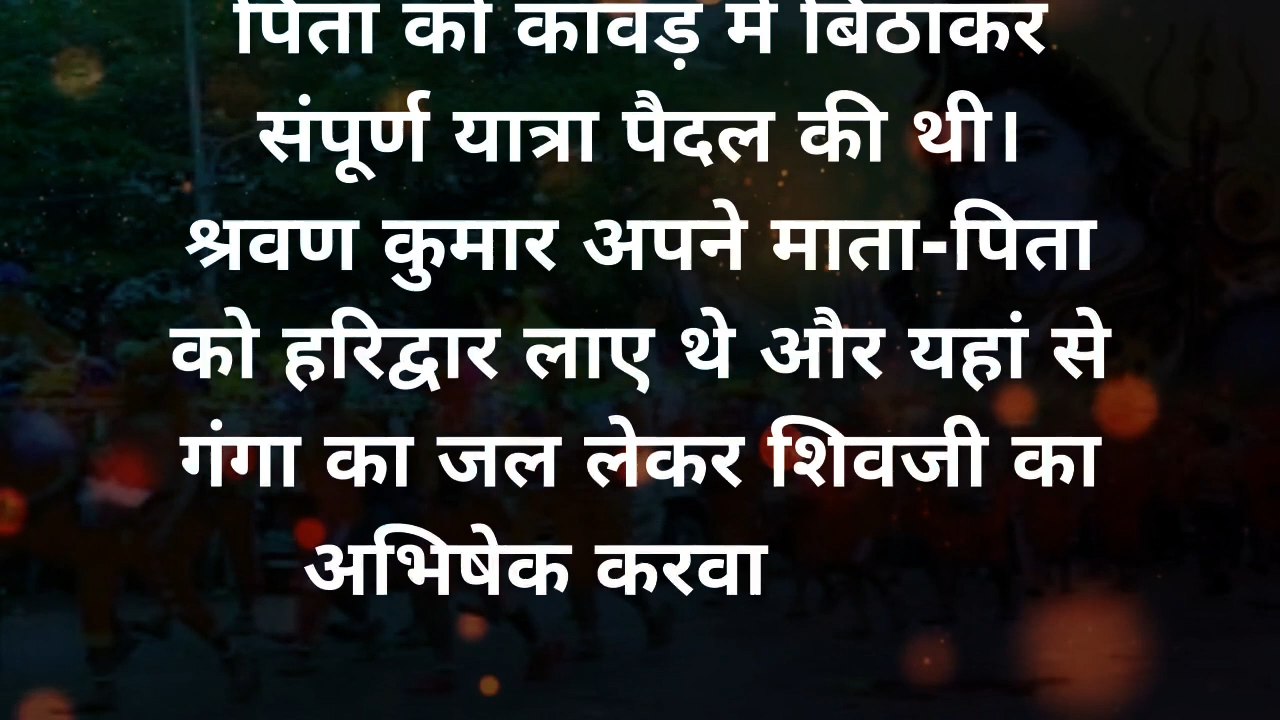 पिता को कावड़ में बिठाकर
संपूर्ण यात्रा पैदल की थी।
श्रवण कुमार अपने माता-पिता
को हरिद्वार लाए थे और यहां से
गंगा का जल लेकर शिवजी का
अभिषेक करवा